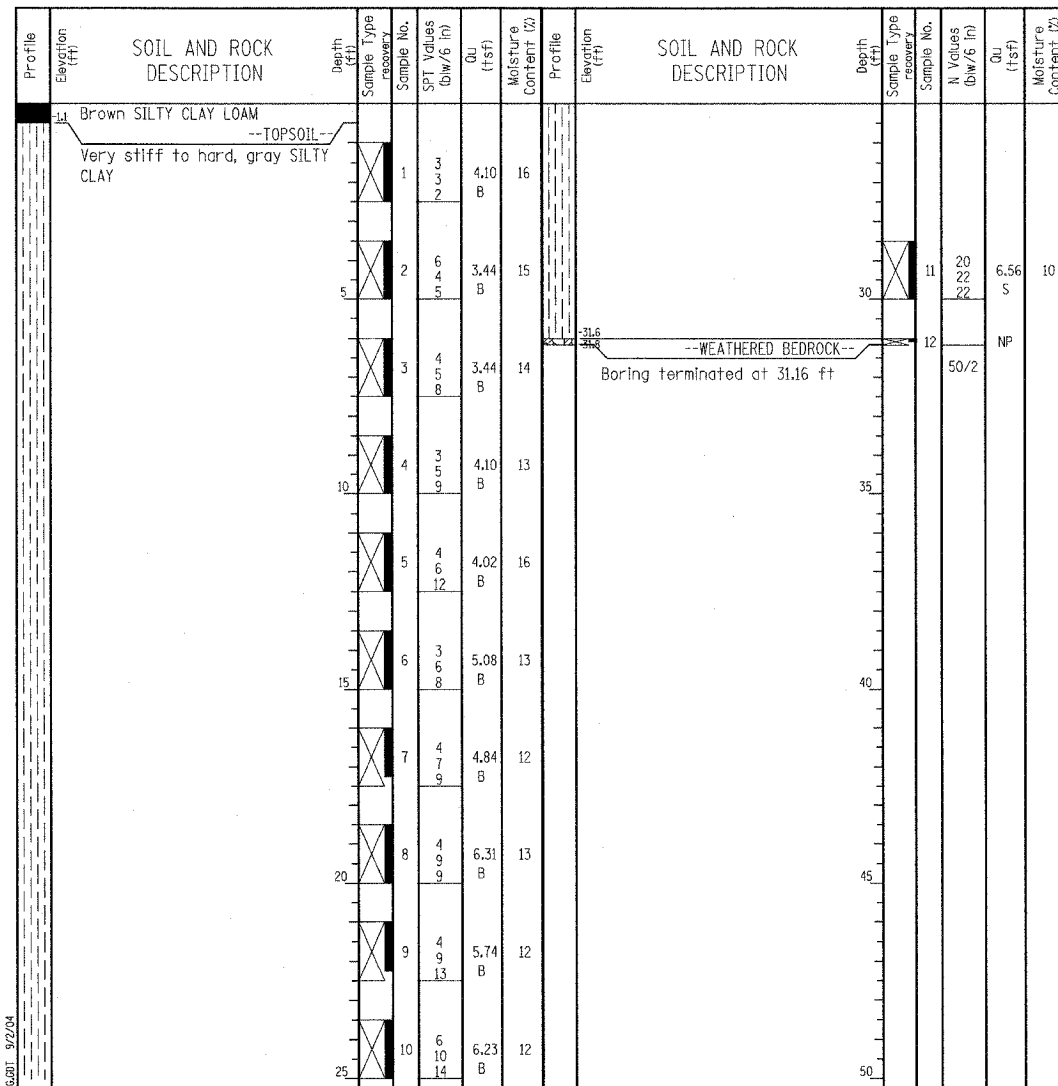 Profile
Elevation (ft)
SOIL AND ROCK
DESCRIPTION
Depth (ft)
Sample Type
recovery
Sample No.
SPT Values
(blw/6 in)
Qu
(tsf)
Moisture
Content (%)
Profile
Elevation (ft)
SOIL AND ROCK
DESCRIPTION
Depth (ft)
Sample Type
recovery
Sample No.
N Values
(blw/6 in)
Qu
(tsf)
Moisture
Content (%)
-1.1 Brown SILTY CLAY LOAM
--TOPSOIL--
Very stiff to hard, gray SILTY
CLAY
1 3 3 2 4.10 B 16
2 6 4 5 3.44 B 15
5
3 4 5 8 3.44 B 14
4 3 5 9 4.10 B 13
10
5 4 6 12 4.02 B 16
6 3 6 8 5.08 B 13
15
7 4 7 9 4.84 B 12
8 4 9 9 6.31 B 13
20
9 4 9 13 5.74 B 12
10 6 10 14 6.23 B 12
25
11 20 22 22 6.56 S 10
30
-31.6
-31.8
--WEATHERED BEDROCK--
12 50/2 NP
Boring terminated at 31.16 ft
35
40
45
50
G.GDT 9/2/04